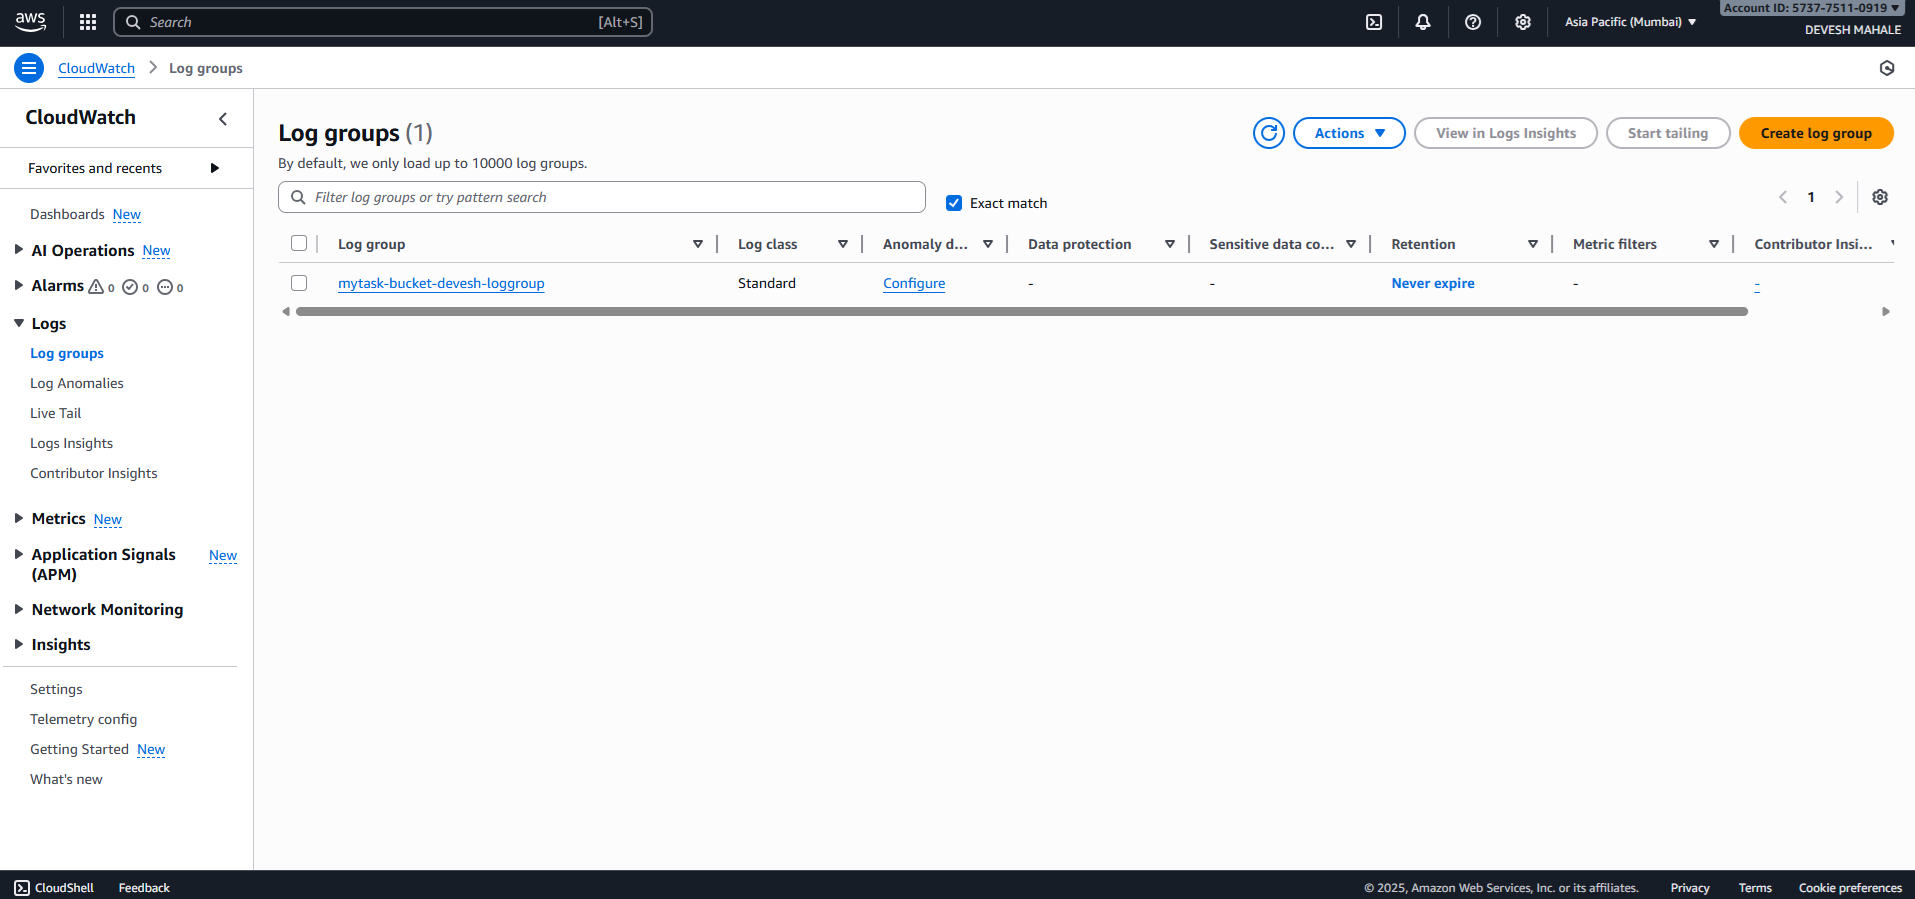 aws
Search [Alt+S]
Asia Pacific (Mumbai)
Account ID: 5737-7511-0919
DEVESH MAHALE
CloudWatch
Log groups
CloudWatch
Favorites and recents
Dashboards New
AI Operations New
Alarms 0 0 0
Logs
Log groups
Log Anomalies
Live Tail
Logs Insights
Contributor Insights
Metrics New
Application Signals New
(APM)
Network Monitoring
Insights
Settings
Telemetry config
Getting Started New
What's new
Log groups (1)
Actions
View in Logs Insights
Start tailing
Create log group
By default, we only load up to 10000 log groups.
Filter log groups or try pattern search
Exact match
1
Log group Log class Anomaly d... Data protection Sensitive data co... Retention Metric filters Contributor Insi...
mytask-bucket-devesh-loggroup Standard Configure - - Never expire - -
CloudShell Feedback
© 2025, Amazon Web Services, Inc. or its affiliates. Privacy Terms Cookie preferences